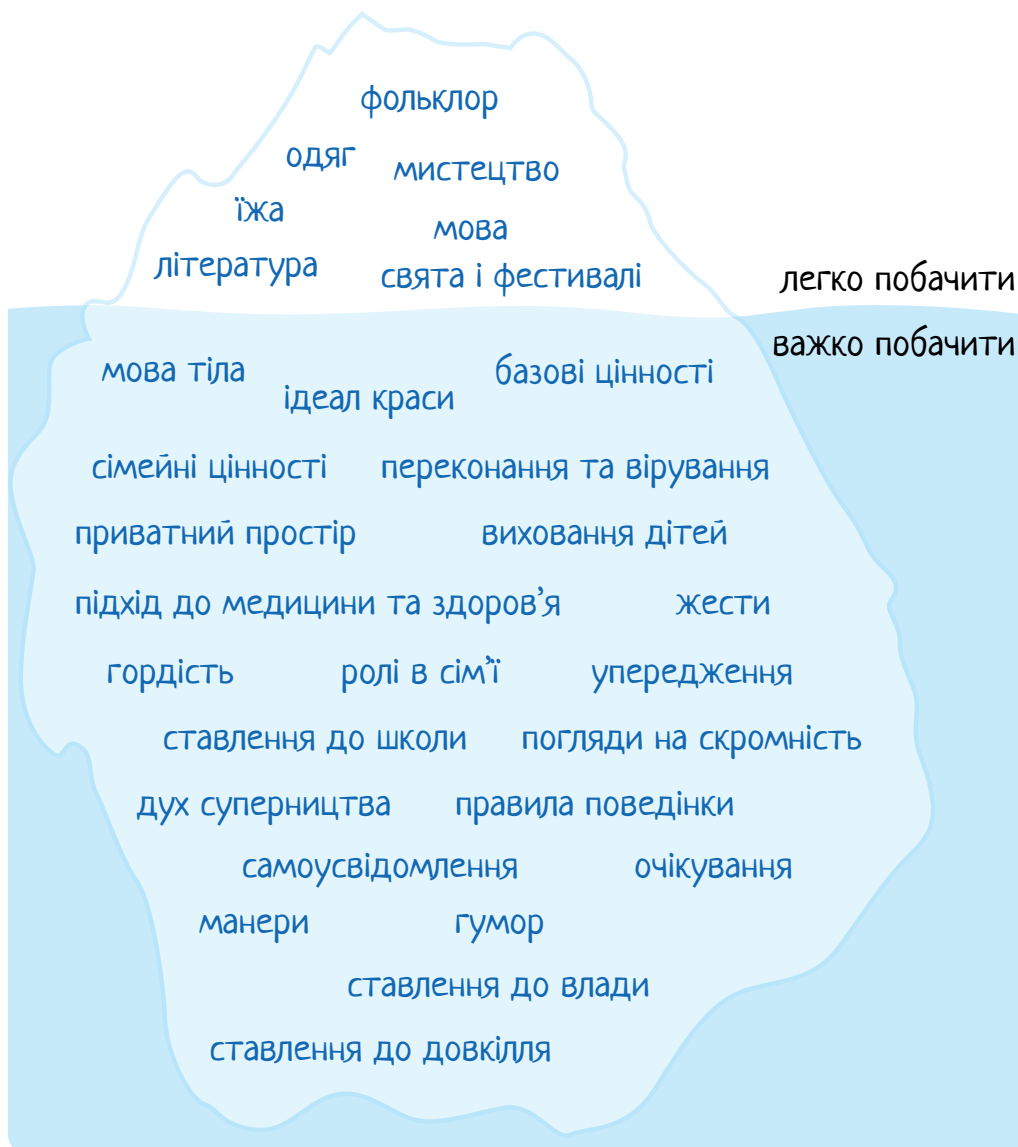 фольклор
одяг
мистецтво
їжа
мова
література
свята і фестивалі
легко побачити
важко побачити
мова тіла
базові цінності
ідеал краси
сімейні цінності
переконання та вірування
приватний простір
виховання дітей
підхід до медицини та здоров’я
жести
гордість
ролі в сім’ї
упередження
ставлення до школи
погляди на скромність
дух суперництва
правила поведінки
самоусвідомлення
очікування
манери
гумор
ставлення до влади
ставлення до довкілля